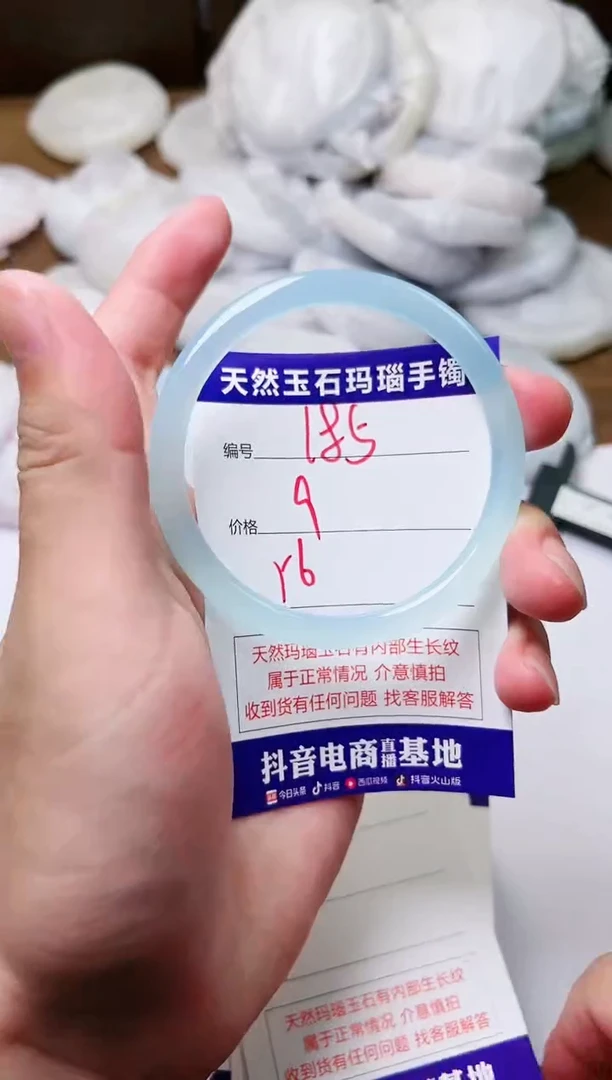 天然玉石玛瑙手镯
编号 185
价格 9
r6
天然玛瑙玉石有内部生长纹
属于正常情况 介意慎拍
收到货有任何问题 找客服解答
抖音电商直播基地
今日头条 抖音 西瓜视频 抖音火山版
天然玛瑙玉石有内部生长纹
属于正常情况 介意慎拍
收到货有任何问题 找客服解答
基地